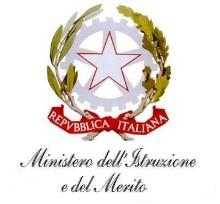 REPVBBLICA ITALIANA
Ministero dell'Istruzione
e del Merito